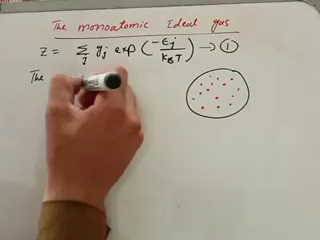 The monoatomic Ideal gas
Z = Σ_j g_j exp (-ε_j / k_B T) → ①
The